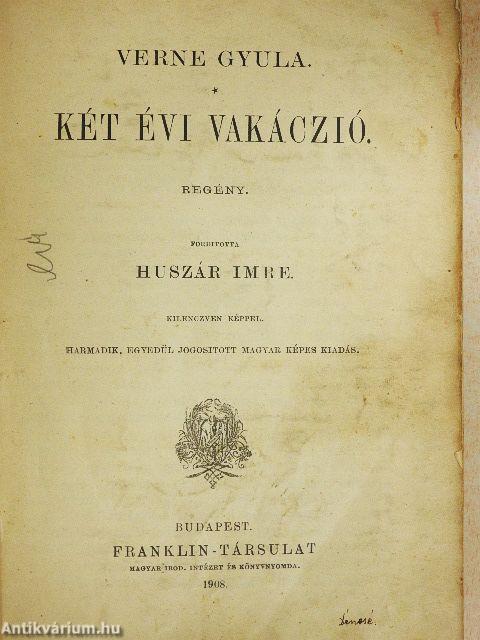 VERNE GYULA.
*
KÉT ÉVI VAKÁCZIÓ.
REGÉNY.
FORDITOTTA
HUSZÁR IMRE.
KILENCZVEN KÉPPEL.
HARMADIK, EGYEDÜL JOGOSITOTT MAGYAR KÉPES KIADÁS.
BUDAPEST.
FRANKLIN-TÁRSULAT
MAGYAR IROD. INTÉZET ÉS KÖNYVNYOMDA.
1908.
Dénesé.
Antikvárium.hu